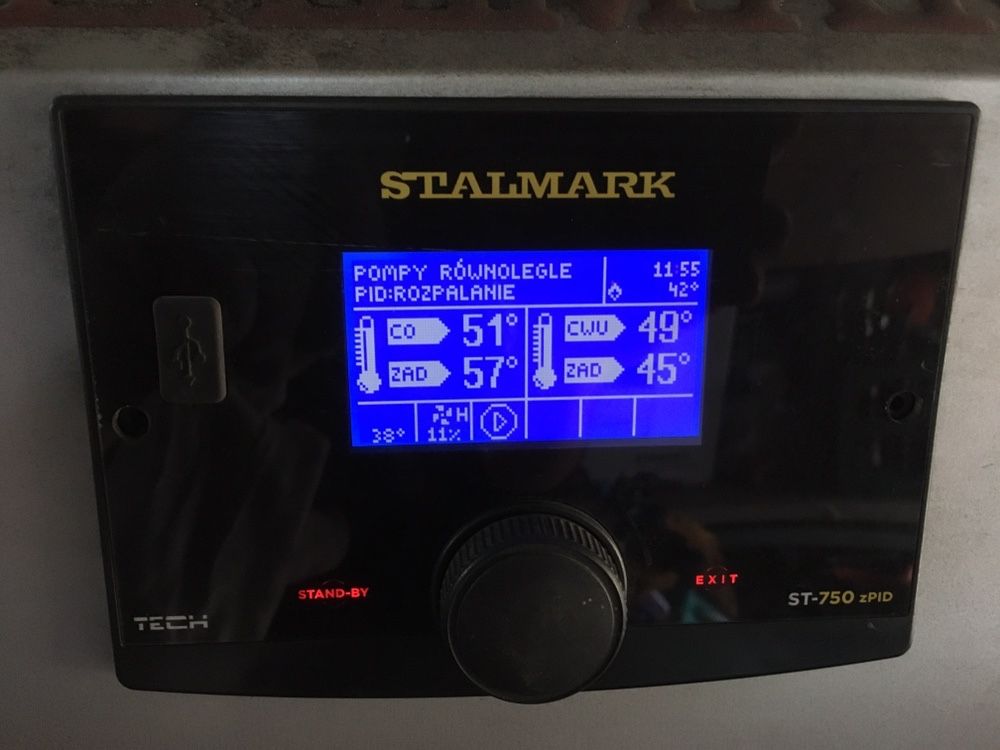 STALMARK
POMPY RÓWNOLEGLE
11:55
PID:ROZPALANIE
42°
CO 51°
CWU 49°
ZAD 57°
ZAD 45°
H
38°
11%
STAND-BY
EXIT
TECH
ST-750 zPID